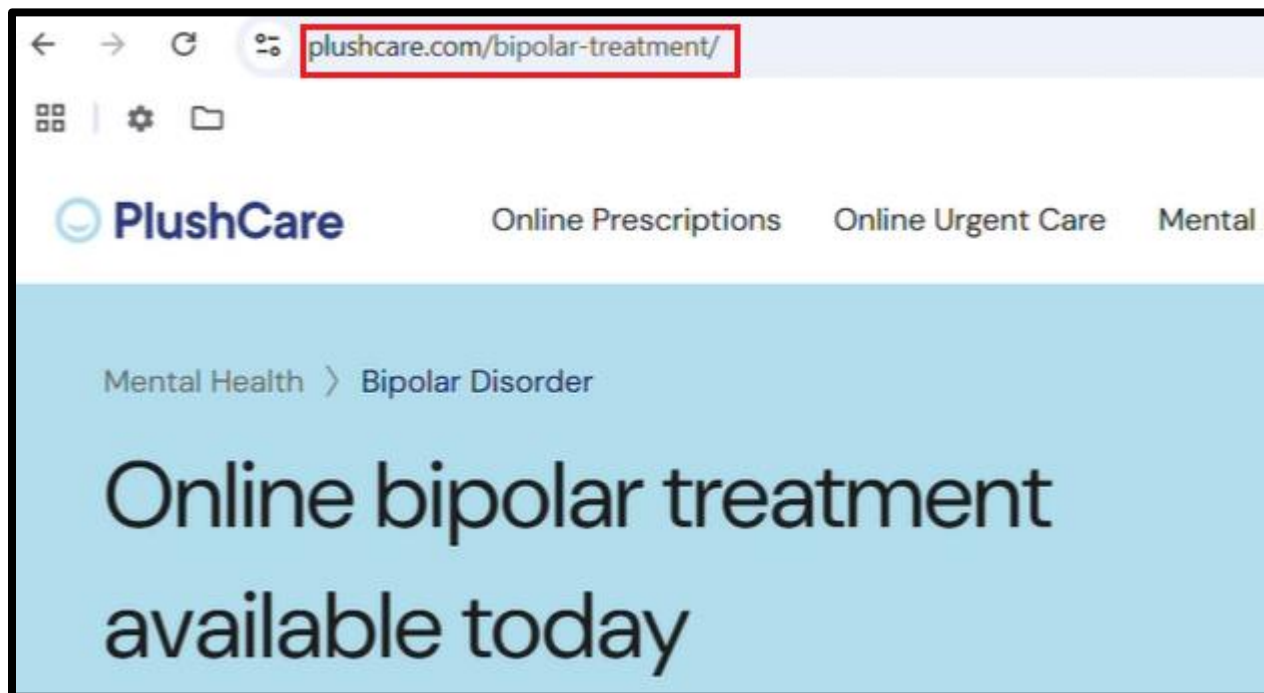 plushcare.com/bipolar-treatment/
PlushCare Online Prescriptions Online Urgent Care Mental
Mental Health 〉 Bipolar Disorder
Online bipolar treatment
available today